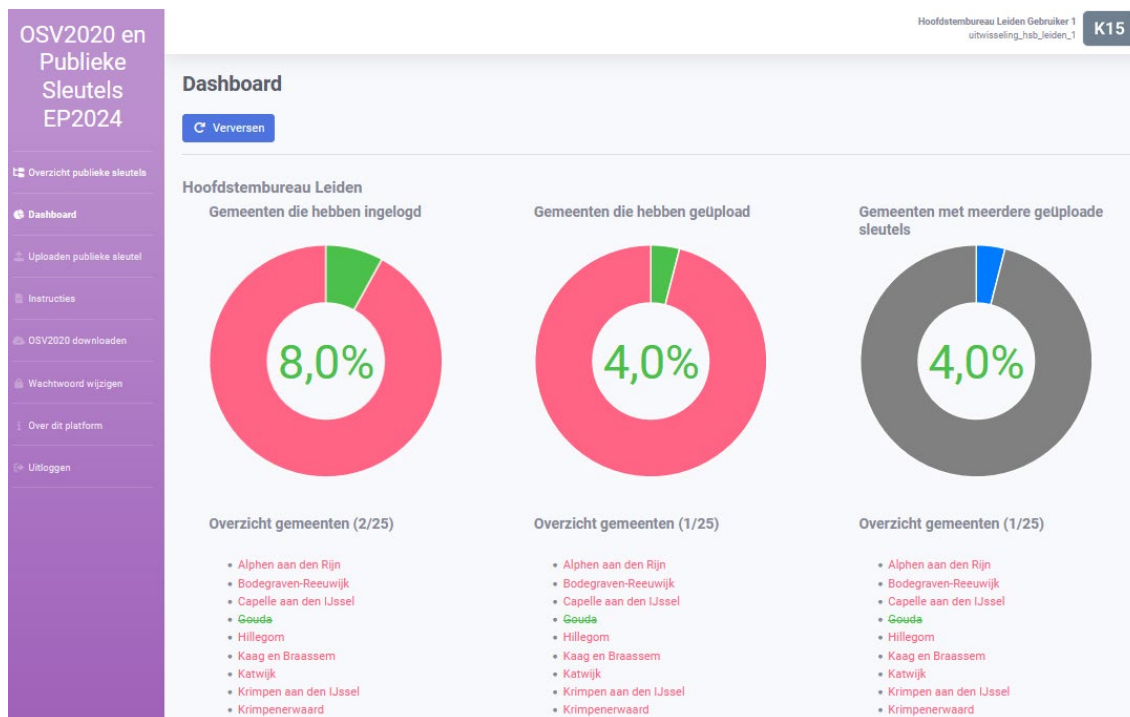 OSV2020 en
Publieke
Sleutels
EP2024
Overzicht publieke sleutels
Dashboard
Uploaden publieke sleutel
Instructies
OSV2020 downloaden
Wachtwoord wijzigen
Over dit platform
Uitloggen
Hoofdstembureau Leiden Gebruiker 1
uitwisseling_hsb_leiden_1
K15
Dashboard
Verversen
Hoofdstembureau Leiden
Gemeenten die hebben ingelogd
8,0%
Overzicht gemeenten (2/25)
Alphen aan den Rijn
Bodegraven-Reeuwijk
Capelle aan den IJssel
Gouda
Hillegom
Kaag en Braassem
Katwijk
Krimpen aan den IJssel
Krimpenerwaard
Gemeenten die hebben geüpload
4,0%
Overzicht gemeenten (1/25)
Alphen aan den Rijn
Bodegraven-Reeuwijk
Capelle aan den IJssel
Gouda
Hillegom
Kaag en Braassem
Katwijk
Krimpen aan den IJssel
Krimpenerwaard
Gemeenten met meerdere geüploade
sleutels
4,0%
Overzicht gemeenten (1/25)
Alphen aan den Rijn
Bodegraven-Reeuwijk
Capelle aan den IJssel
Gouda
Hillegom
Kaag en Braassem
Katwijk
Krimpen aan den IJssel
Krimpenerwaard